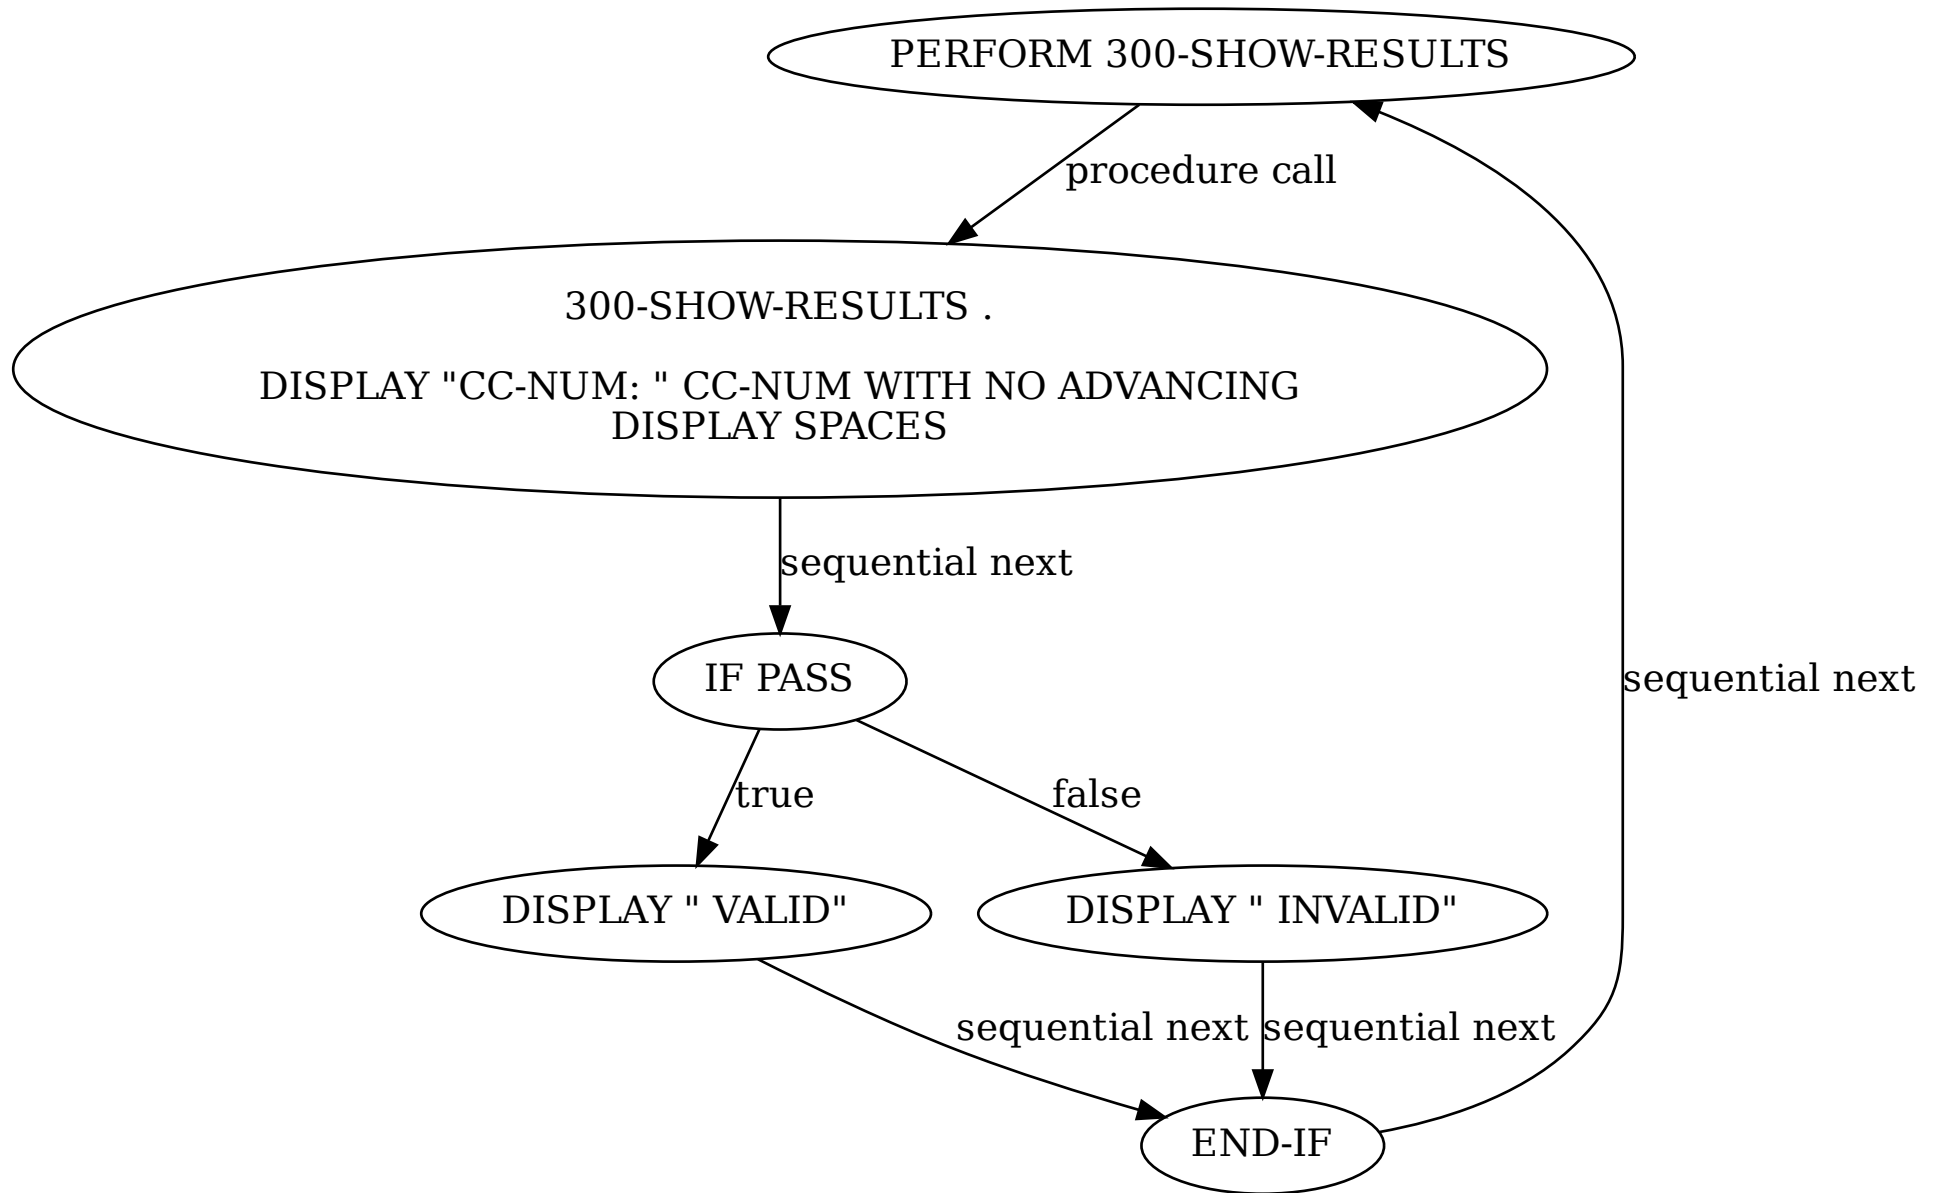 PERFORM 300-SHOW-RESULTS
procedure call
300-SHOW-RESULTS .
DISPLAY "CC-NUM: " CC-NUM WITH NO ADVANCING
DISPLAY SPACES
sequential next
IF PASS
sequential next
true
false
DISPLAY " VALID"
DISPLAY " INVALID"
sequential next
sequential next
END-IF